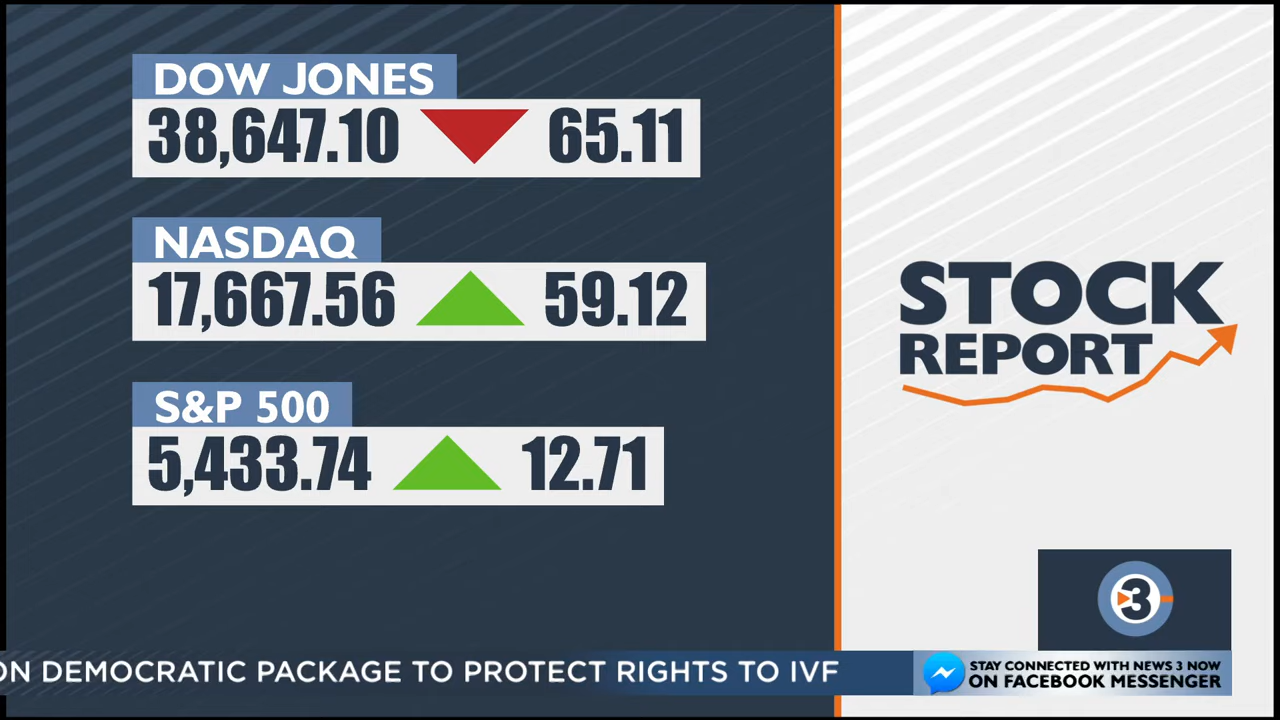 DOW JONES
38,647.10 65.11
NASDAQ
17,667.56 59.12
S&P 500
5,433.74 12.71
STOCK
REPORT
3
ON DEMOCRATIC PACKAGE TO PROTECT RIGHTS TO IVF
STAY CONNECTED WITH NEWS 3 NOW
ON FACEBOOK MESSENGER